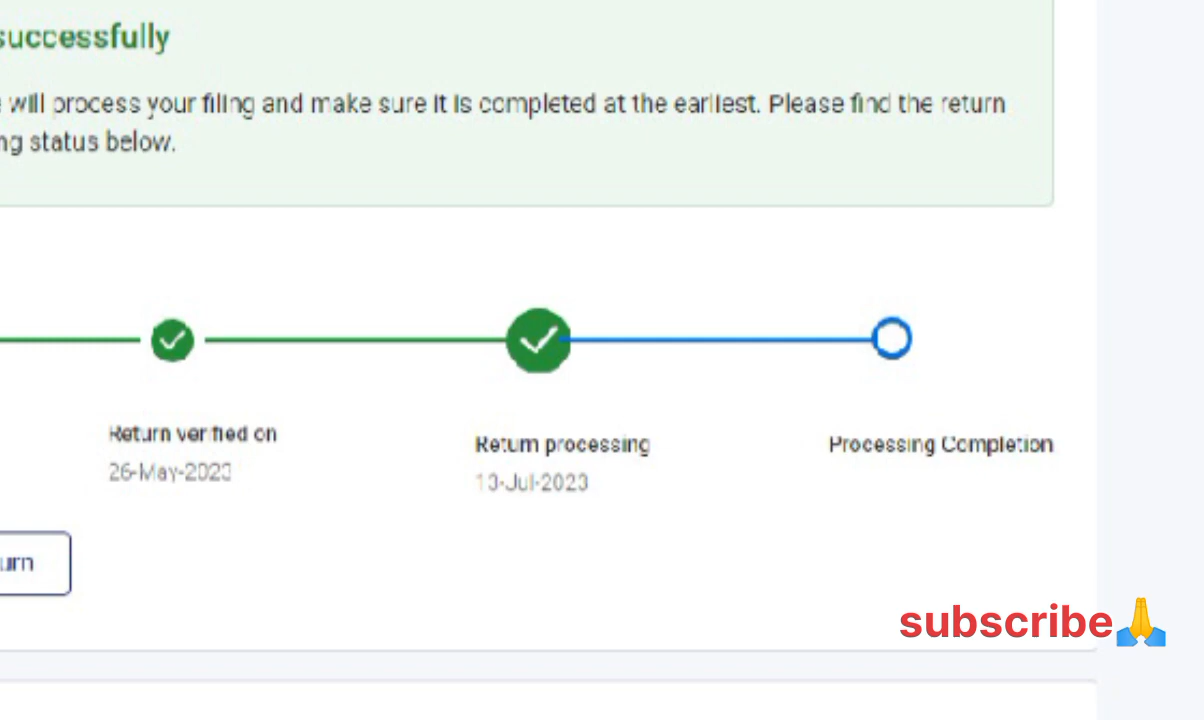 successfully
will process your filing and make sure it is completed at the earliest. Please find the return
ng status below.
Return verified on
26-May-2023
Return processing
13-Jul-2023
Processing Completion
urn
subscribe🙏